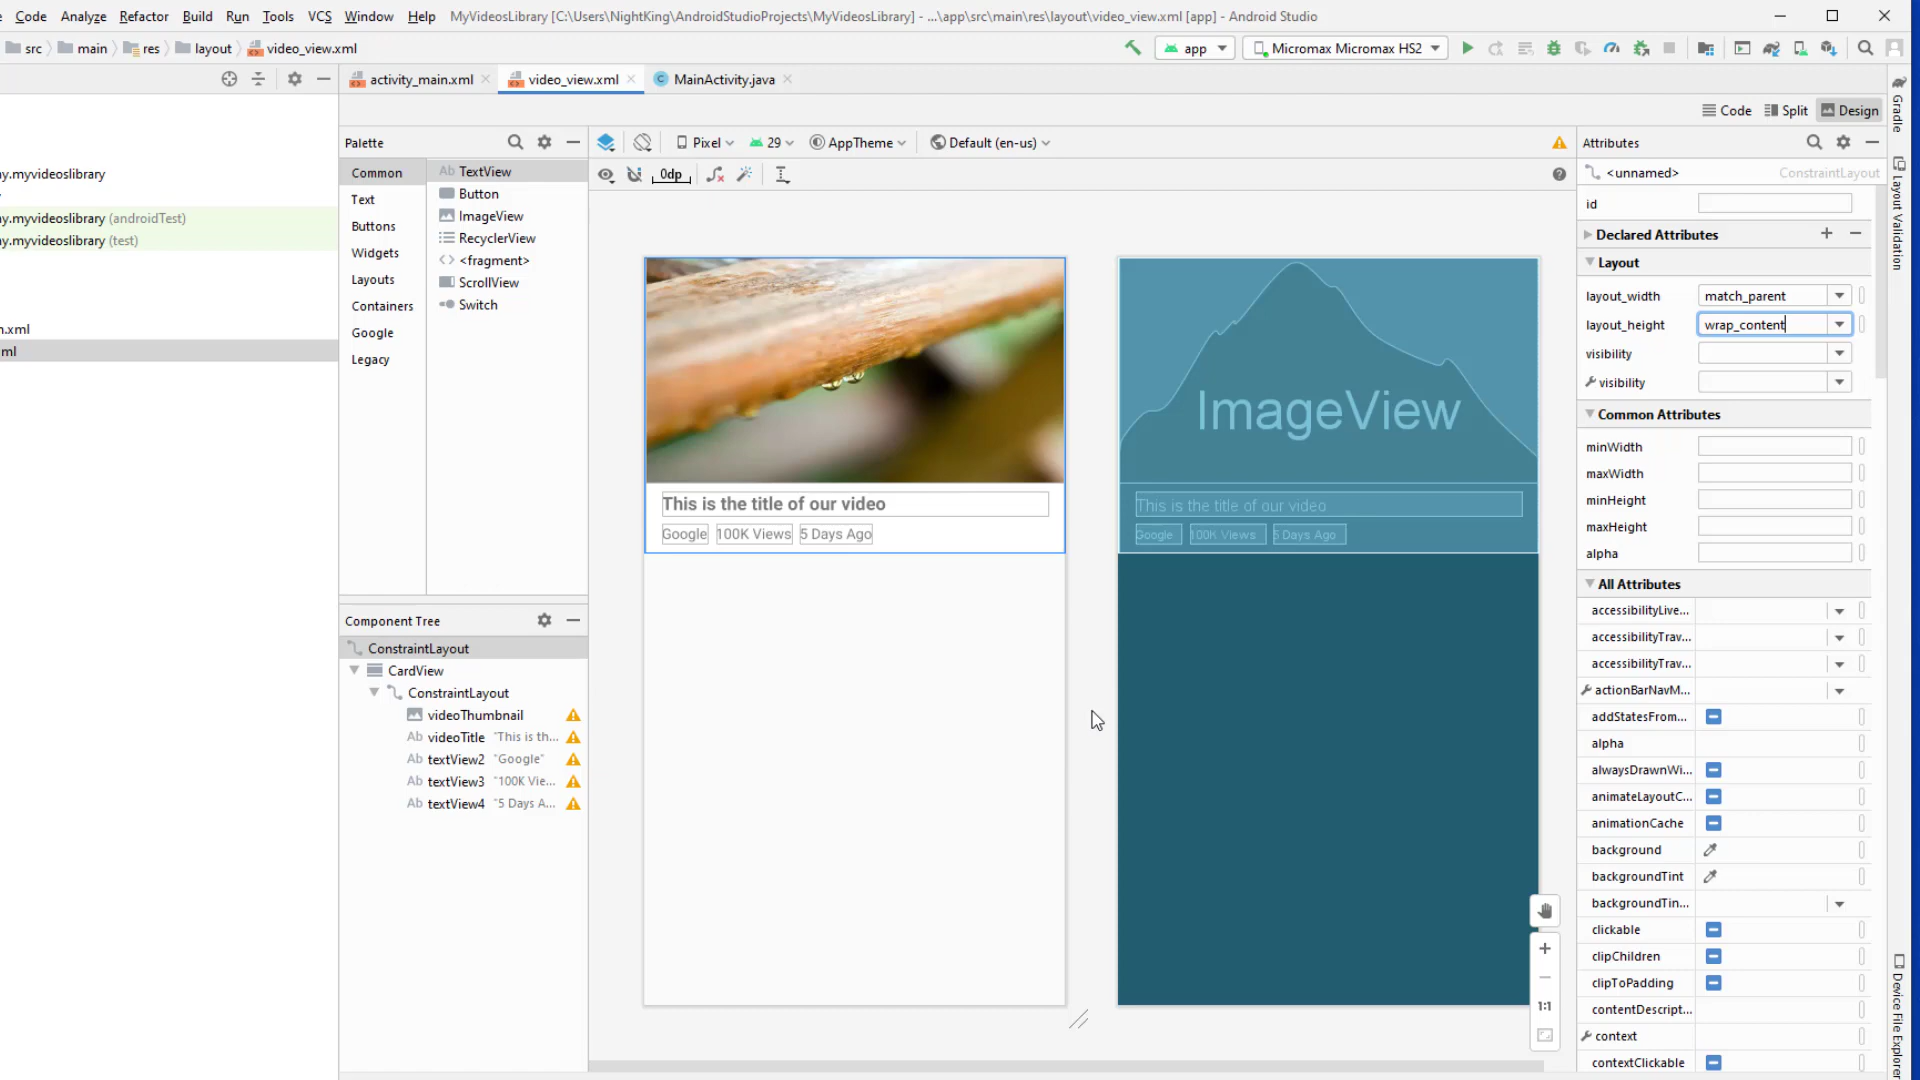 Code Analyze Refactor Build Run Tools VCS Window Help MyVideosLibrary [C:\Users\NightKing\AndroidStudioProjects\MyVideosLibrary] - ...\app\src\main\res\layout\video_view.xml [app] - Android Studio
src main res layout video_view.xml app Micromax Micromax HS2
activity_main.xml video_view.xml MainActivity.java
Code Split Design
Palette
Pixel 29 AppTheme Default (en-us)
Attributes
0dp
<unnamed> ConstraintLayout
Common
Text
Buttons
Widgets
Layouts
Containers
Google
Legacy
Ab TextView
Button
ImageView
RecyclerView
<fragment>
ScrollView
Switch
y.myvideoslibrary
y.myvideoslibrary (androidTest)
y.myvideoslibrary (test)
n.xml
ml
Component Tree
ConstraintLayout
CardView
ConstraintLayout
videoThumbnail
Ab videoTitle "This is th...
Ab textView2 "Google"
Ab textView3 "100K Vie...
Ab textView4 "5 Days A...
This is the title of our video
Google 100K Views 5 Days Ago
ImageView
This is the title of our video
Google 100K Views 5 Days Ago
1:1
id
Declared Attributes
Layout
layout_width match_parent
layout_height wrap_content
visibility
visibility
Common Attributes
minWidth
maxWidth
minHeight
maxHeight
alpha
All Attributes
accessibilityLive...
accessibilityTrav...
accessibilityTrav...
actionBarNavM...
addStatesFrom...
alpha
alwaysDrawnWi...
animateLayoutC...
animationCache
background
backgroundTint
backgroundTin...
clickable
clipChildren
clipToPadding
contentDescript...
context
contextClickable
Gradle
Layout Validation
Device File Explorer